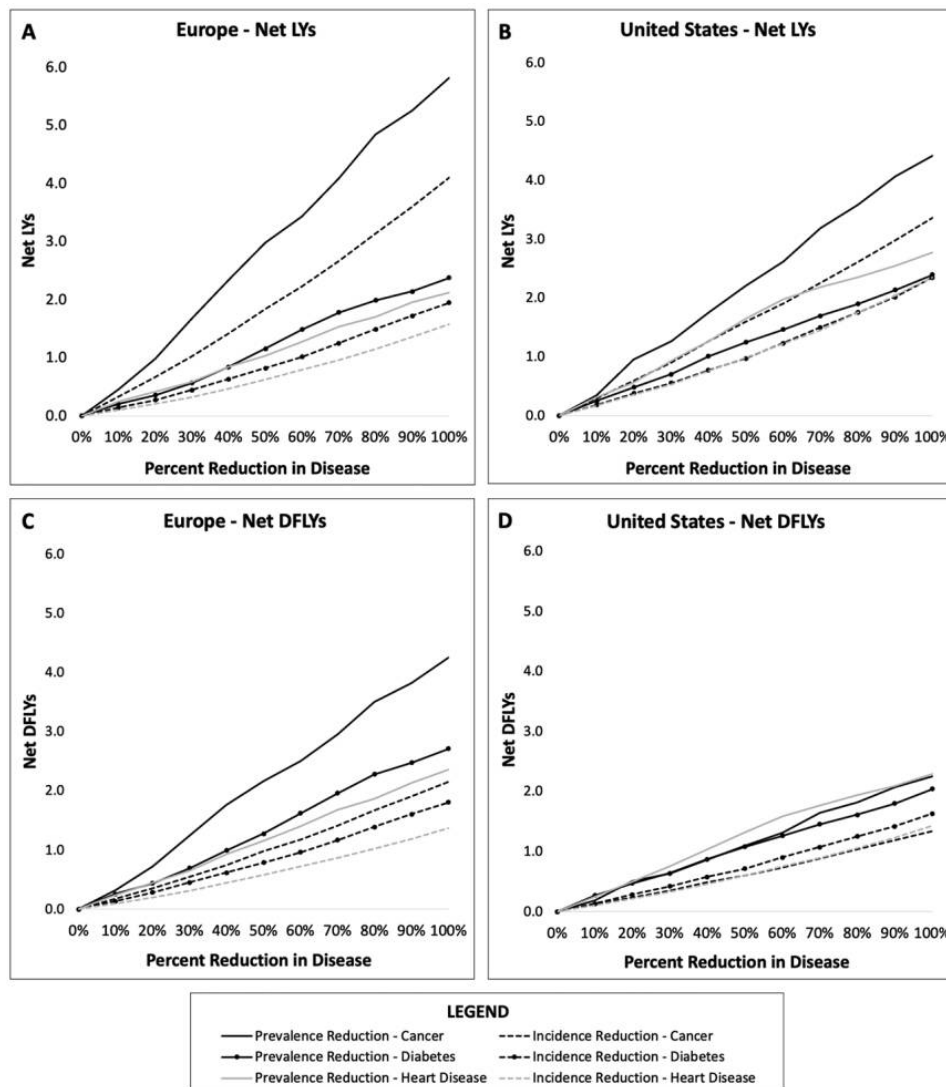 A
Europe - Net LYs
6.0
5.0
4.0
3.0
2.0
1.0
0.0
Net LYs
0% 10% 20% 30% 40% 50% 60% 70% 80% 90% 100%
Percent Reduction in Disease
B
United States - Net LYs
6.0
5.0
4.0
3.0
2.0
1.0
0.0
Net LYs
0% 10% 20% 30% 40% 50% 60% 70% 80% 90% 100%
Percent Reduction in Disease
C
Europe - Net DFLYs
6.0
5.0
4.0
3.0
2.0
1.0
0.0
Net DFLYs
0% 10% 20% 30% 40% 50% 60% 70% 80% 90% 100%
Percent Reduction in Disease
D
United States - Net DFLYs
6.0
5.0
4.0
3.0
2.0
1.0
0.0
Net DFLYs
0% 10% 20% 30% 40% 50% 60% 70% 80% 90% 100%
Percent Reduction in Disease
LEGEND
Prevalence Reduction - Cancer
Incidence Reduction - Cancer
Prevalence Reduction - Diabetes
Incidence Reduction - Diabetes
Prevalence Reduction - Heart Disease
Incidence Reduction - Heart Disease